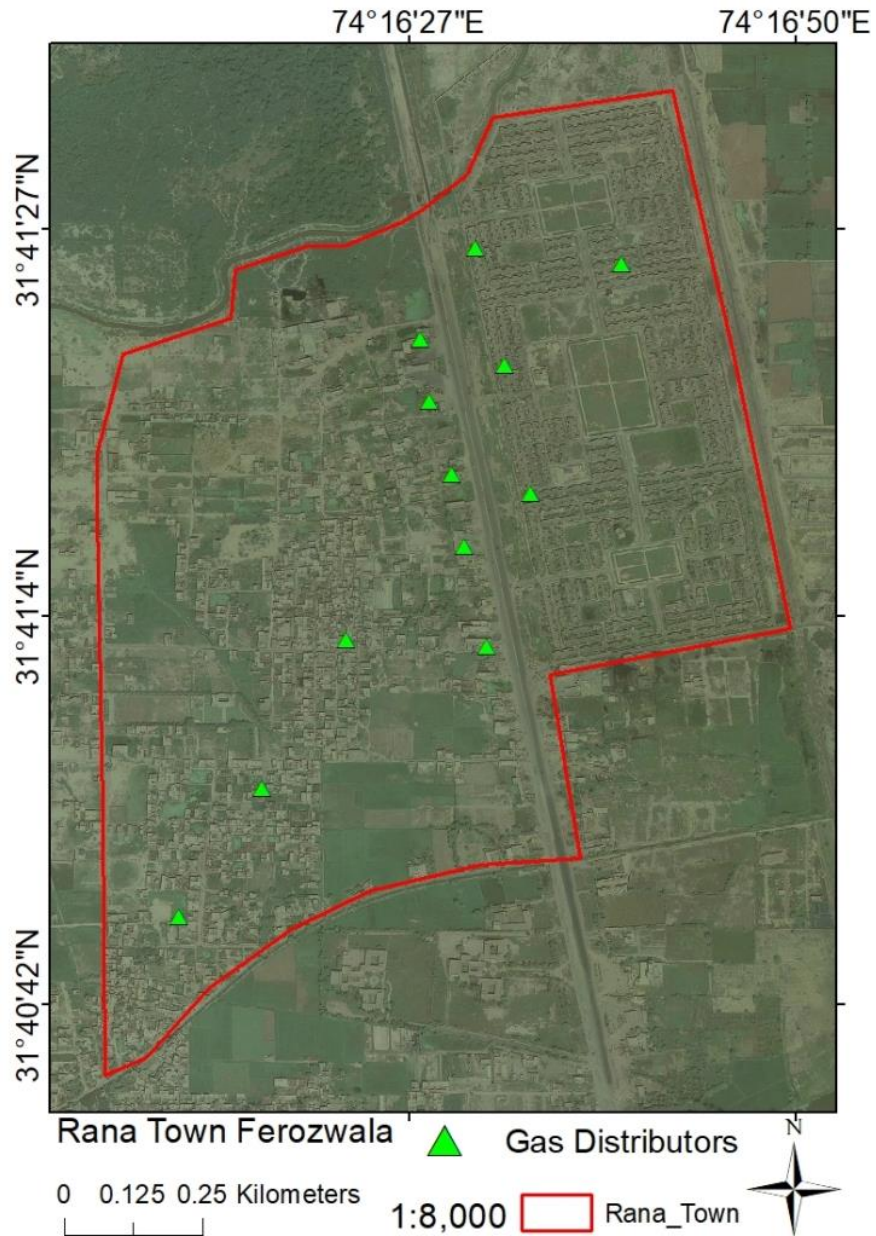 74°16'27"E 74°16'50"E
31°41'27"N
31°41'4"N
31°40'42"N
Rana Town Ferozwala Gas Distributors
N
0 0.125 0.25 Kilometers
1:8,000 Rana_Town